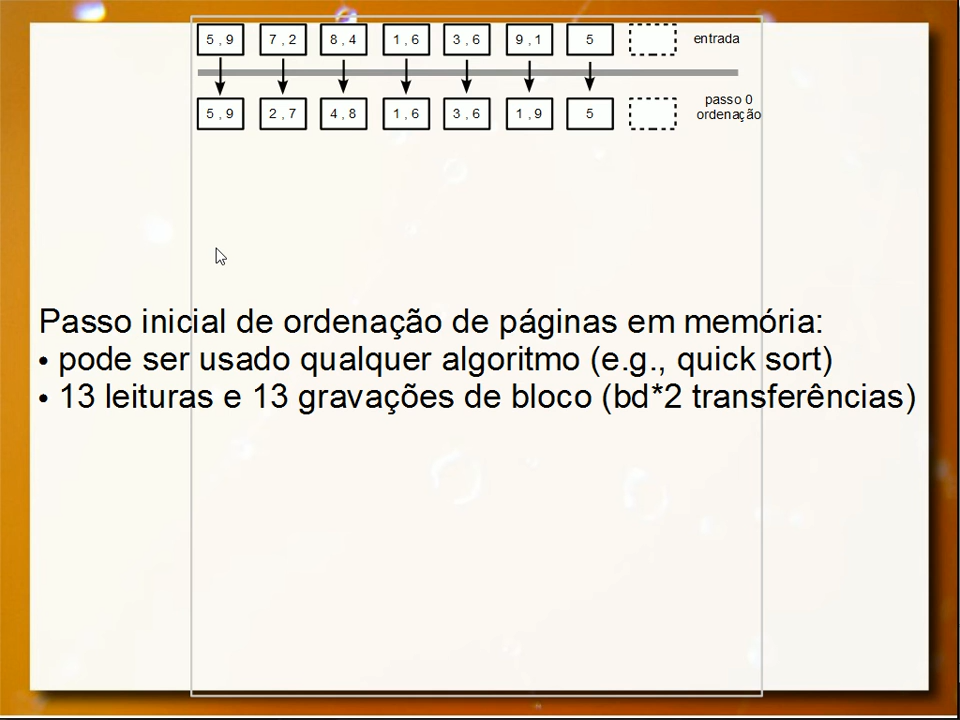 5 , 9 7 , 2 8 , 4 1 , 6 3 , 6 9 , 1 5 entrada
5 , 9 2 , 7 4 , 8 1 , 6 3 , 6 1 , 9 5 passo 0
ordenação
Passo inicial de ordenação de páginas em memória:
• pode ser usado qualquer algoritmo (e.g., quick sort)
• 13 leituras e 13 gravações de bloco (bd*2 transferências)